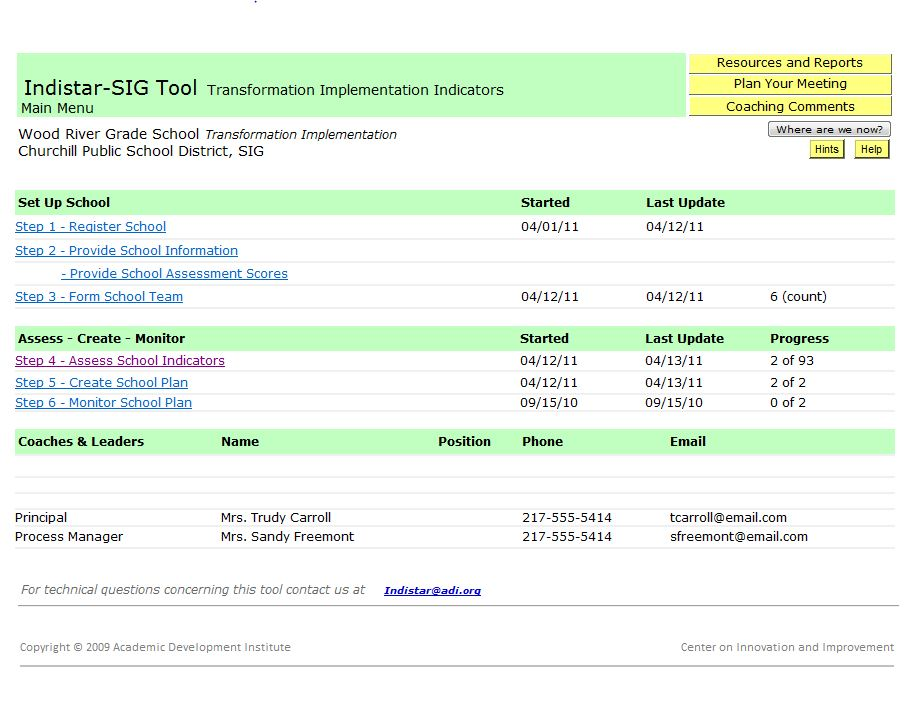 Resources and Reports
Indistar-SIG Tool Transformation Implementation Indicators
Plan Your Meeting
Main Menu
Coaching Comments
Wood River Grade School Transformation Implementation
Where are we now?
Churchill Public School District, SIG
Hints Help
Set Up School Started Last Update
Step 1 - Register School 04/01/11 04/12/11
Step 2 - Provide School Information
- Provide School Assessment Scores
Step 3 - Form School Team 04/12/11 04/12/11 6 (count)
Assess - Create - Monitor Started Last Update Progress
Step 4 - Assess School Indicators 04/12/11 04/13/11 2 of 93
Step 5 - Create School Plan 04/12/11 04/13/11 2 of 2
Step 6 - Monitor School Plan 09/15/10 09/15/10 0 of 2
Coaches & Leaders Name Position Phone Email
Principal Mrs. Trudy Carroll 217-555-5414 tcarroll@email.com
Process Manager Mrs. Sandy Freemont 217-555-5414 sfreemont@email.com
For technical questions concerning this tool contact us at Indistar@adi.org
Copyright © 2009 Academic Development Institute Center on Innovation and Improvement